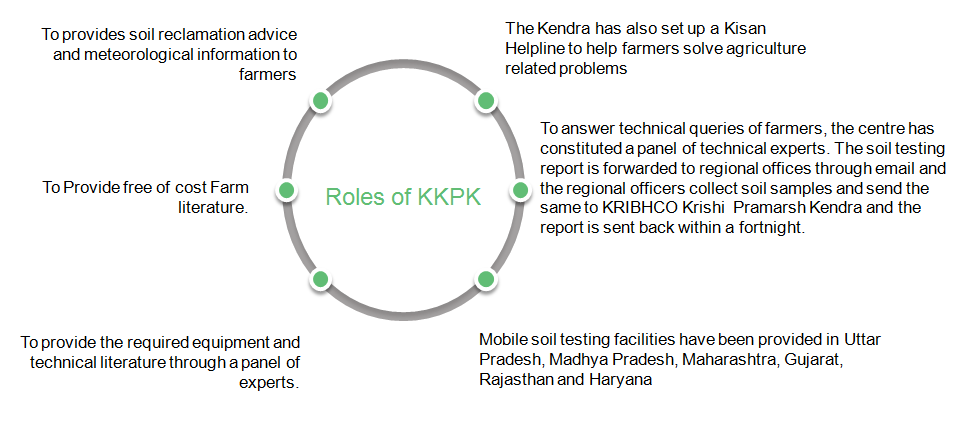 To provides soil reclamation advice
and meteorological information to
farmers
The Kendra has also set up a Kisan
Helpline to help farmers solve agriculture
related problems
To Provide free of cost Farm
literature.
Roles of KKPK
To answer technical queries of farmers, the centre has
constituted a panel of technical experts. The soil testing
report is forwarded to regional offices through email and
the regional officers collect soil samples and send the
same to KRIBHCO Krishi Pramarsh Kendra and the
report is sent back within a fortnight.
To provide the required equipment and
technical literature through a panel of
experts.
Mobile soil testing facilities have been provided in Uttar
Pradesh, Madhya Pradesh, Maharashtra, Gujarat,
Rajasthan and Haryana